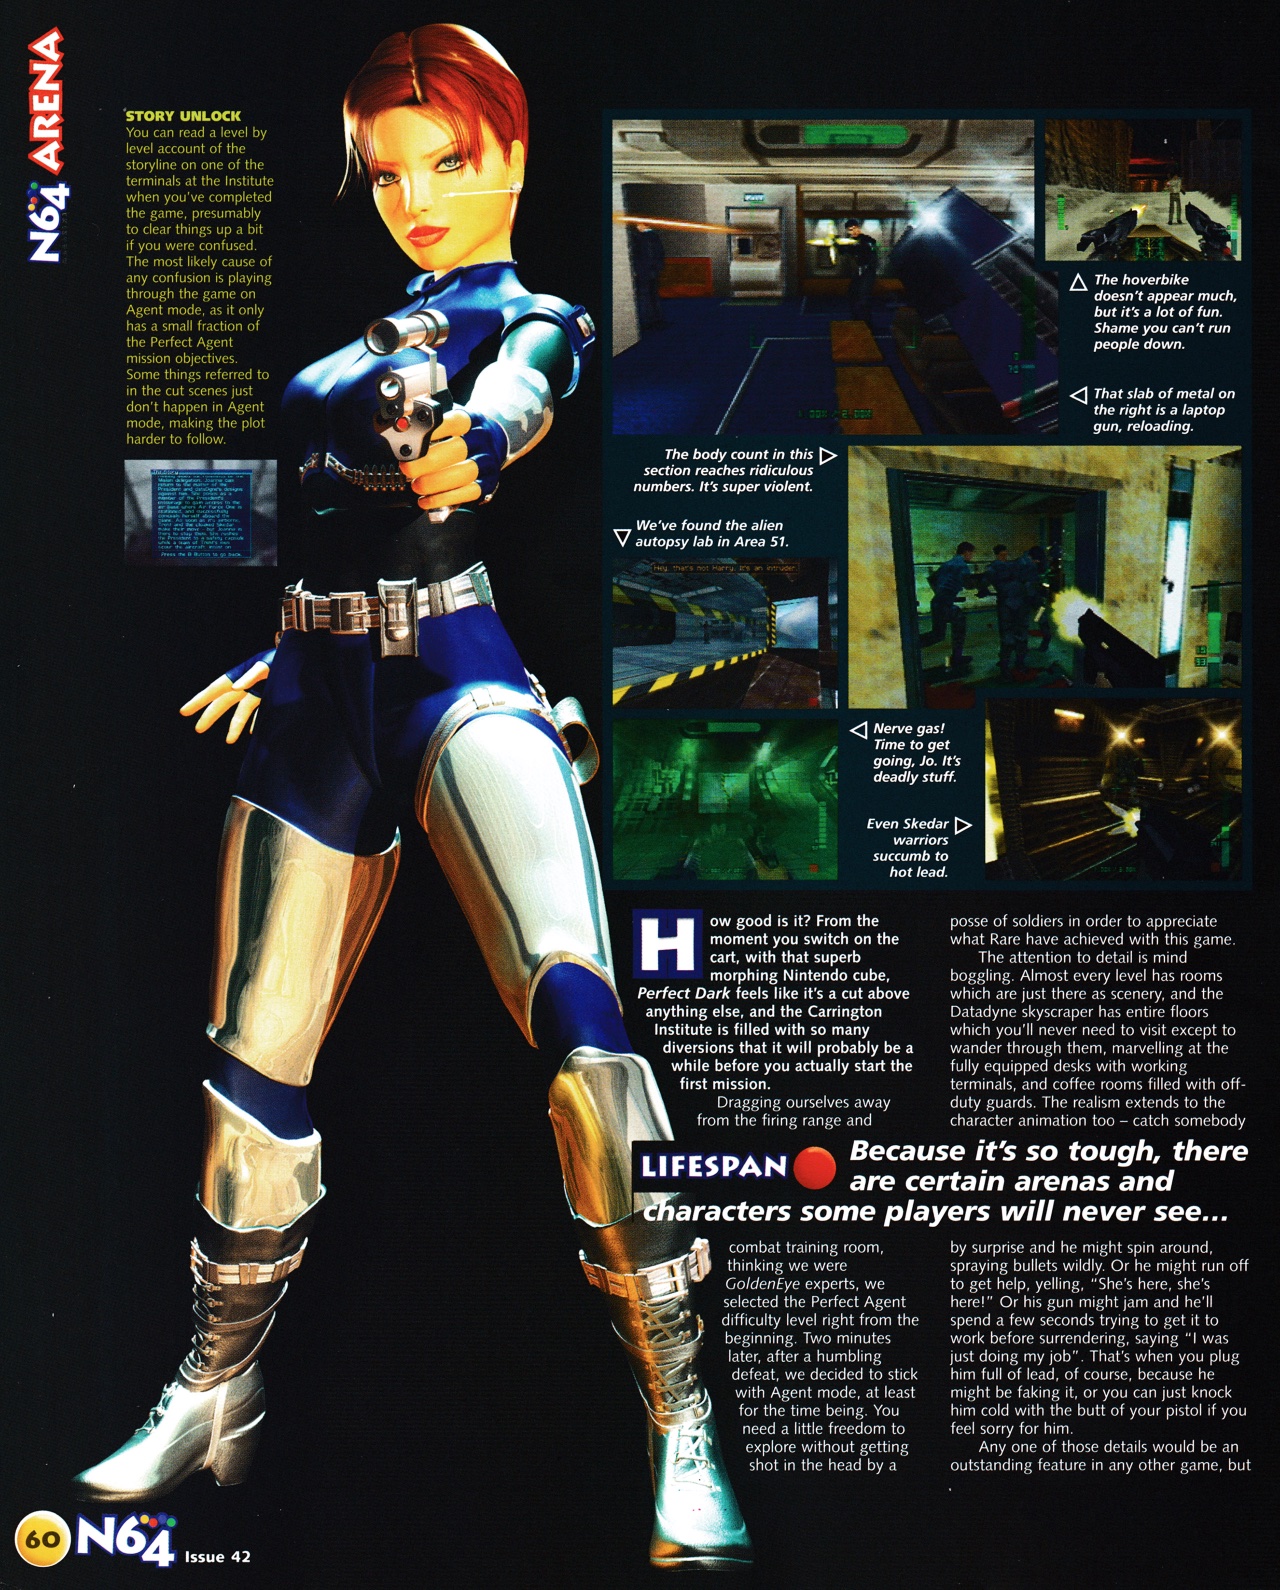 N64 ARENA
STORY UNLOCK
You can read a level by
level account of the
storyline on one of the
terminals at the Institute
when you've completed
the game, presumably
to clear things up a bit
if you were confused.
The most likely cause of
any confusion is playing
through the game on
Agent mode, as it only
has a small fraction of
the Perfect Agent
mission objectives.
Some things referred to
in the cut scenes just
don't happen in Agent
mode, making the plot
harder to follow.
Press the B Button to go back.
The hoverbike
doesn't appear much,
but it's a lot of fun.
Shame you can't run
people down.
That slab of metal on
the right is a laptop
gun, reloading.
The body count in this
section reaches ridiculous
numbers. It's super violent.
We've found the alien
autopsy lab in Area 51.
Hey, that's not Harry. It's an intruder.
Nerve gas!
Time to get
going, Jo. It's
deadly stuff.
Even Skedar
warriors
succumb to
hot lead.
How good is it? From the
moment you switch on the
cart, with that superb
morphing Nintendo cube,
Perfect Dark feels like it's a cut above
anything else, and the Carrington
Institute is filled with so many
diversions that it will probably be a
while before you actually start the
first mission.
Dragging ourselves away
from the firing range and
combat training room,
thinking we were
GoldenEye experts, we
selected the Perfect Agent
difficulty level right from the
beginning. Two minutes
later, after a humbling
defeat, we decided to stick
with Agent mode, at least
for the time being. You
need a little freedom to
explore without getting
shot in the head by a
posse of soldiers in order to appreciate
what Rare have achieved with this game.
The attention to detail is mind
boggling. Almost every level has rooms
which are just there as scenery, and the
Datadyne skyscraper has entire floors
which you'll never need to visit except to
wander through them, marvelling at the
fully equipped desks with working
terminals, and coffee rooms filled with off-
duty guards. The realism extends to the
character animation too – catch somebody
by surprise and he might spin around,
spraying bullets wildly. Or he might run off
to get help, yelling, “She's here, she's
here!” Or his gun might jam and he'll
spend a few seconds trying to get it to
work before surrendering, saying “I was
just doing my job”. That's when you plug
him full of lead, of course, because he
might be faking it, or you can just knock
him cold with the butt of your pistol if you
feel sorry for him.
Any one of those details would be an
outstanding feature in any other game, but
LIFESPAN
Because it's so tough, there
are certain arenas and
characters some players will never see...
60 N64 Issue 42